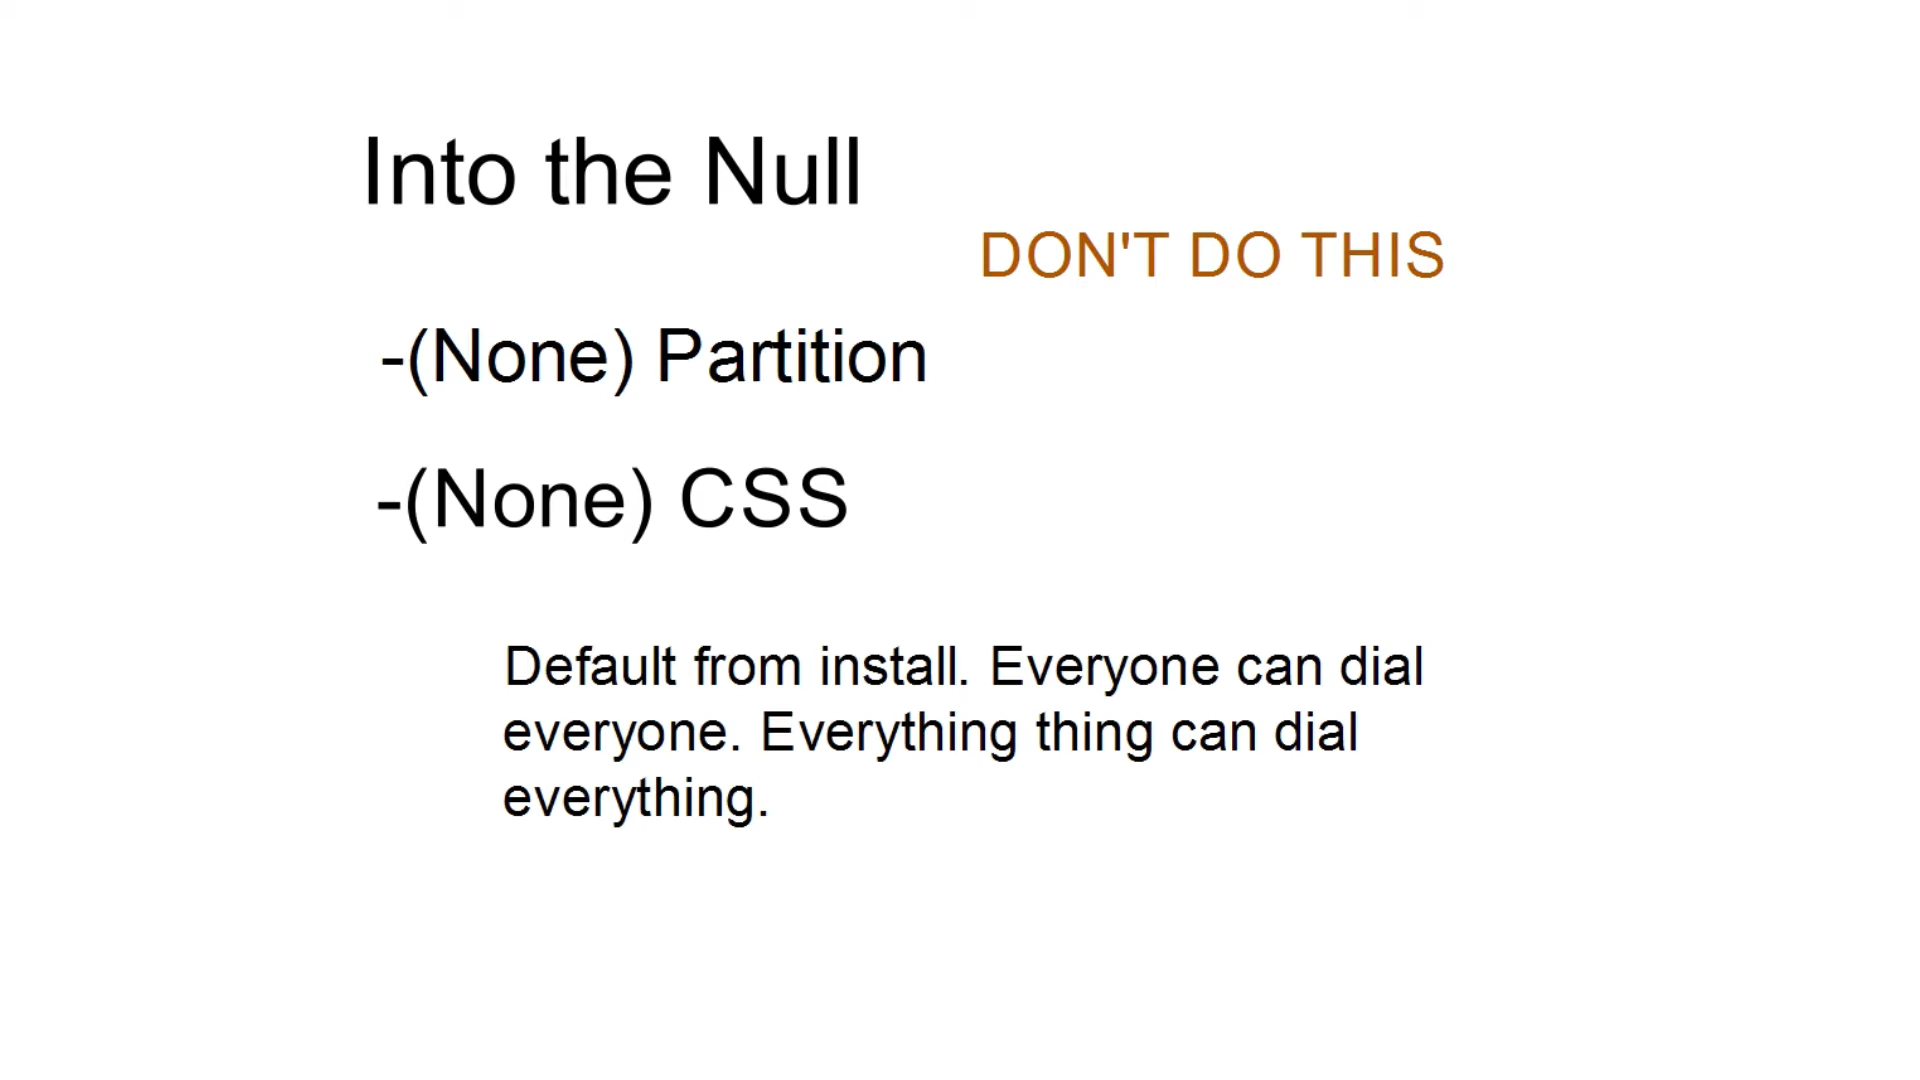 Into the Null
DON'T DO THIS
-(None) Partition
-(None) CSS
Default from install. Everyone can dial
everyone. Everything thing can dial
everything.